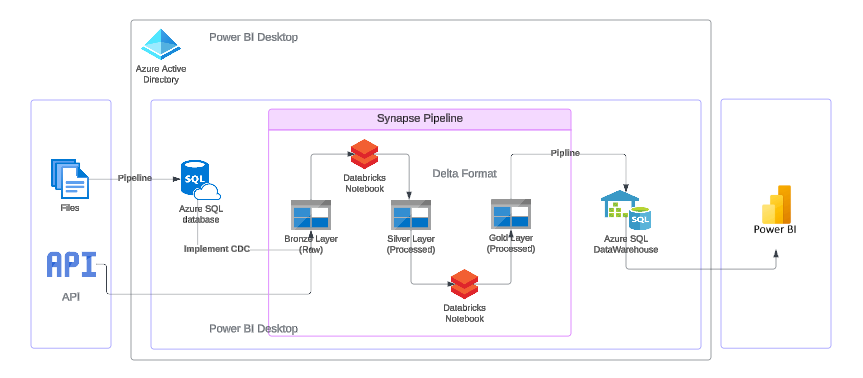 Power BI Desktop
Azure Active
Directory
Synapse Pipeline
Files
Pipeline
SQL
Azure SQL
database
Databricks
Notebook
Delta Format
Pipline
Bronze Layer
(Raw)
Silver Layer
(Processed)
Gold Layer
(Processed)
SQL
Azure SQL
DataWarehouse
Power BI
Implement CDC
API
API
Databricks
Notebook
Power BI Desktop